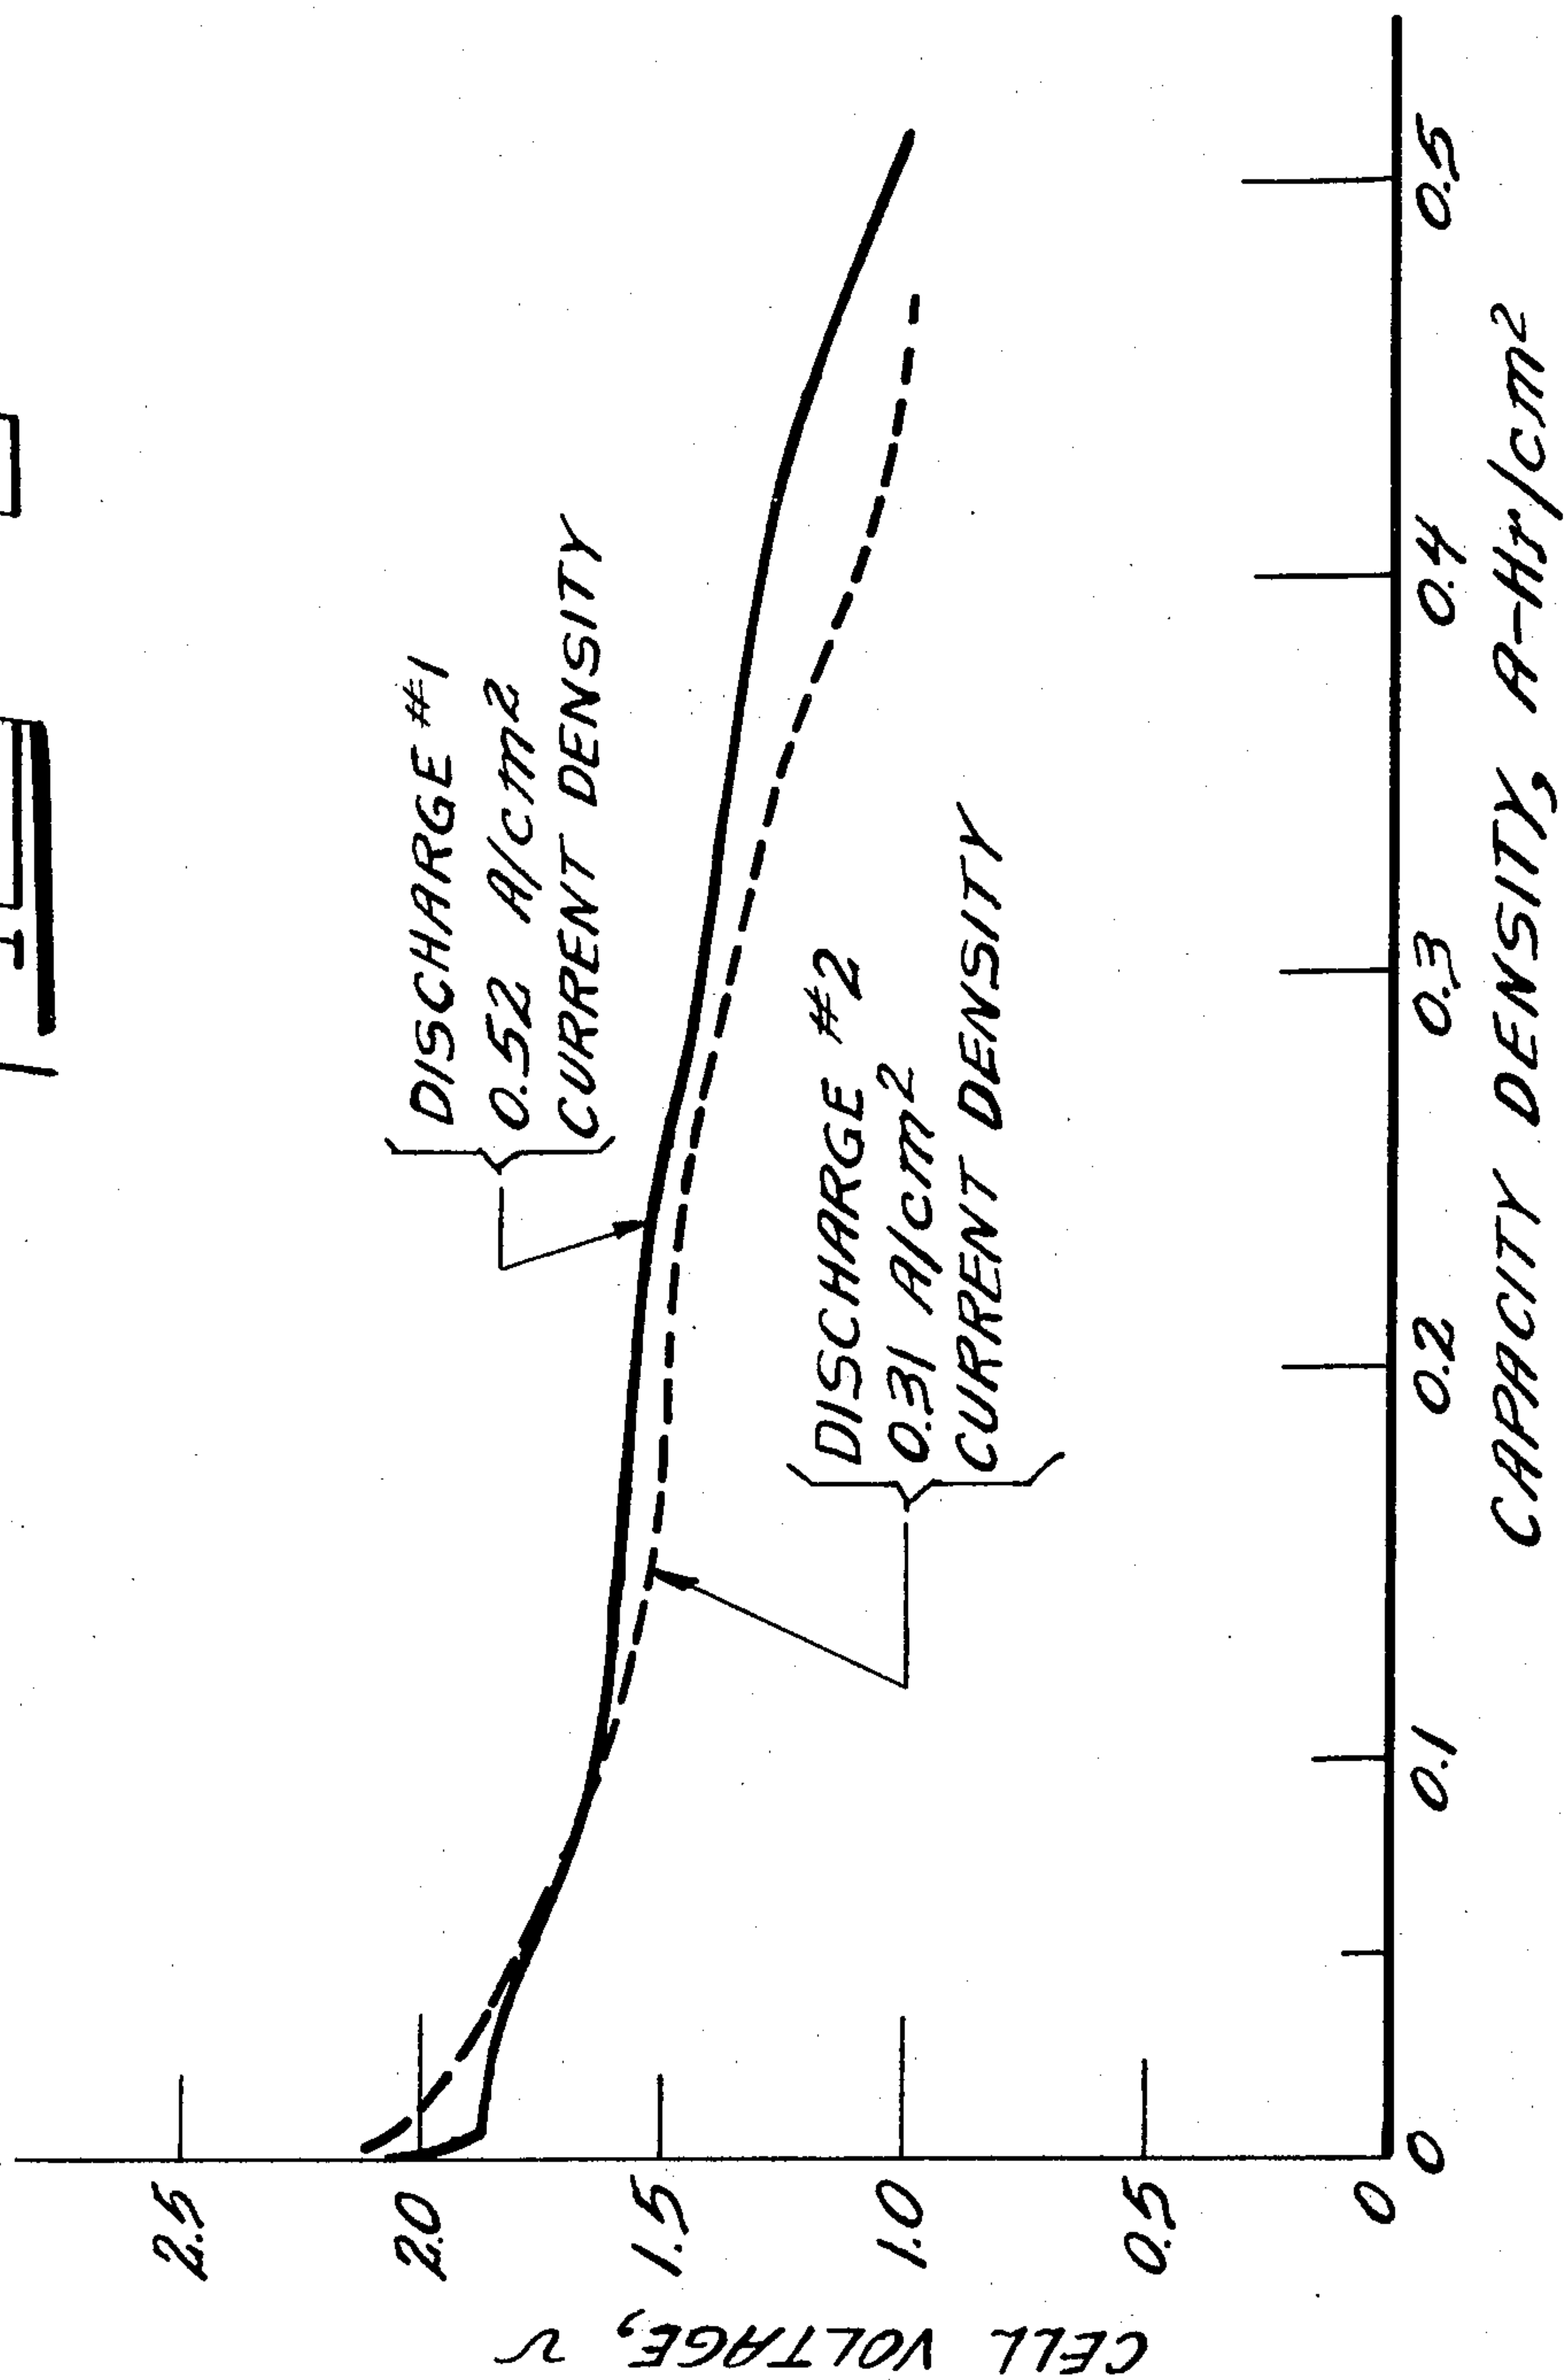 2.5
2.0
1.5
1.0
0.5
0
CELL VOLTAGE, V
DISCHARGE #1
0.52 A/cm²
CURRENT DENSITY
DISCHARGE #2
0.31 A/cm²
CURRENT DENSITY
0
0.1
0.2
0.3
0.4
0.5
CAPACITY DENSITY, A-Hr/cm²